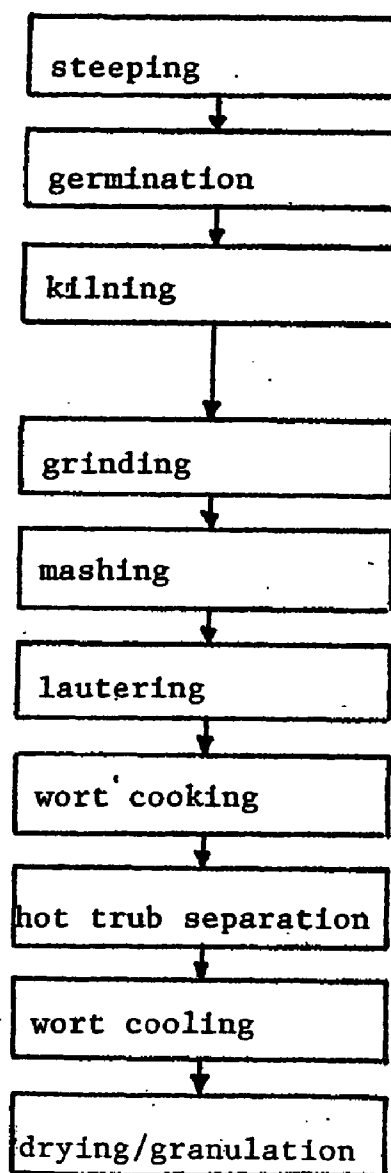 steeping
germination
kilning
grinding
mashing
lautering
wort cooking
hot trub separation
wort cooling
drying/granulation